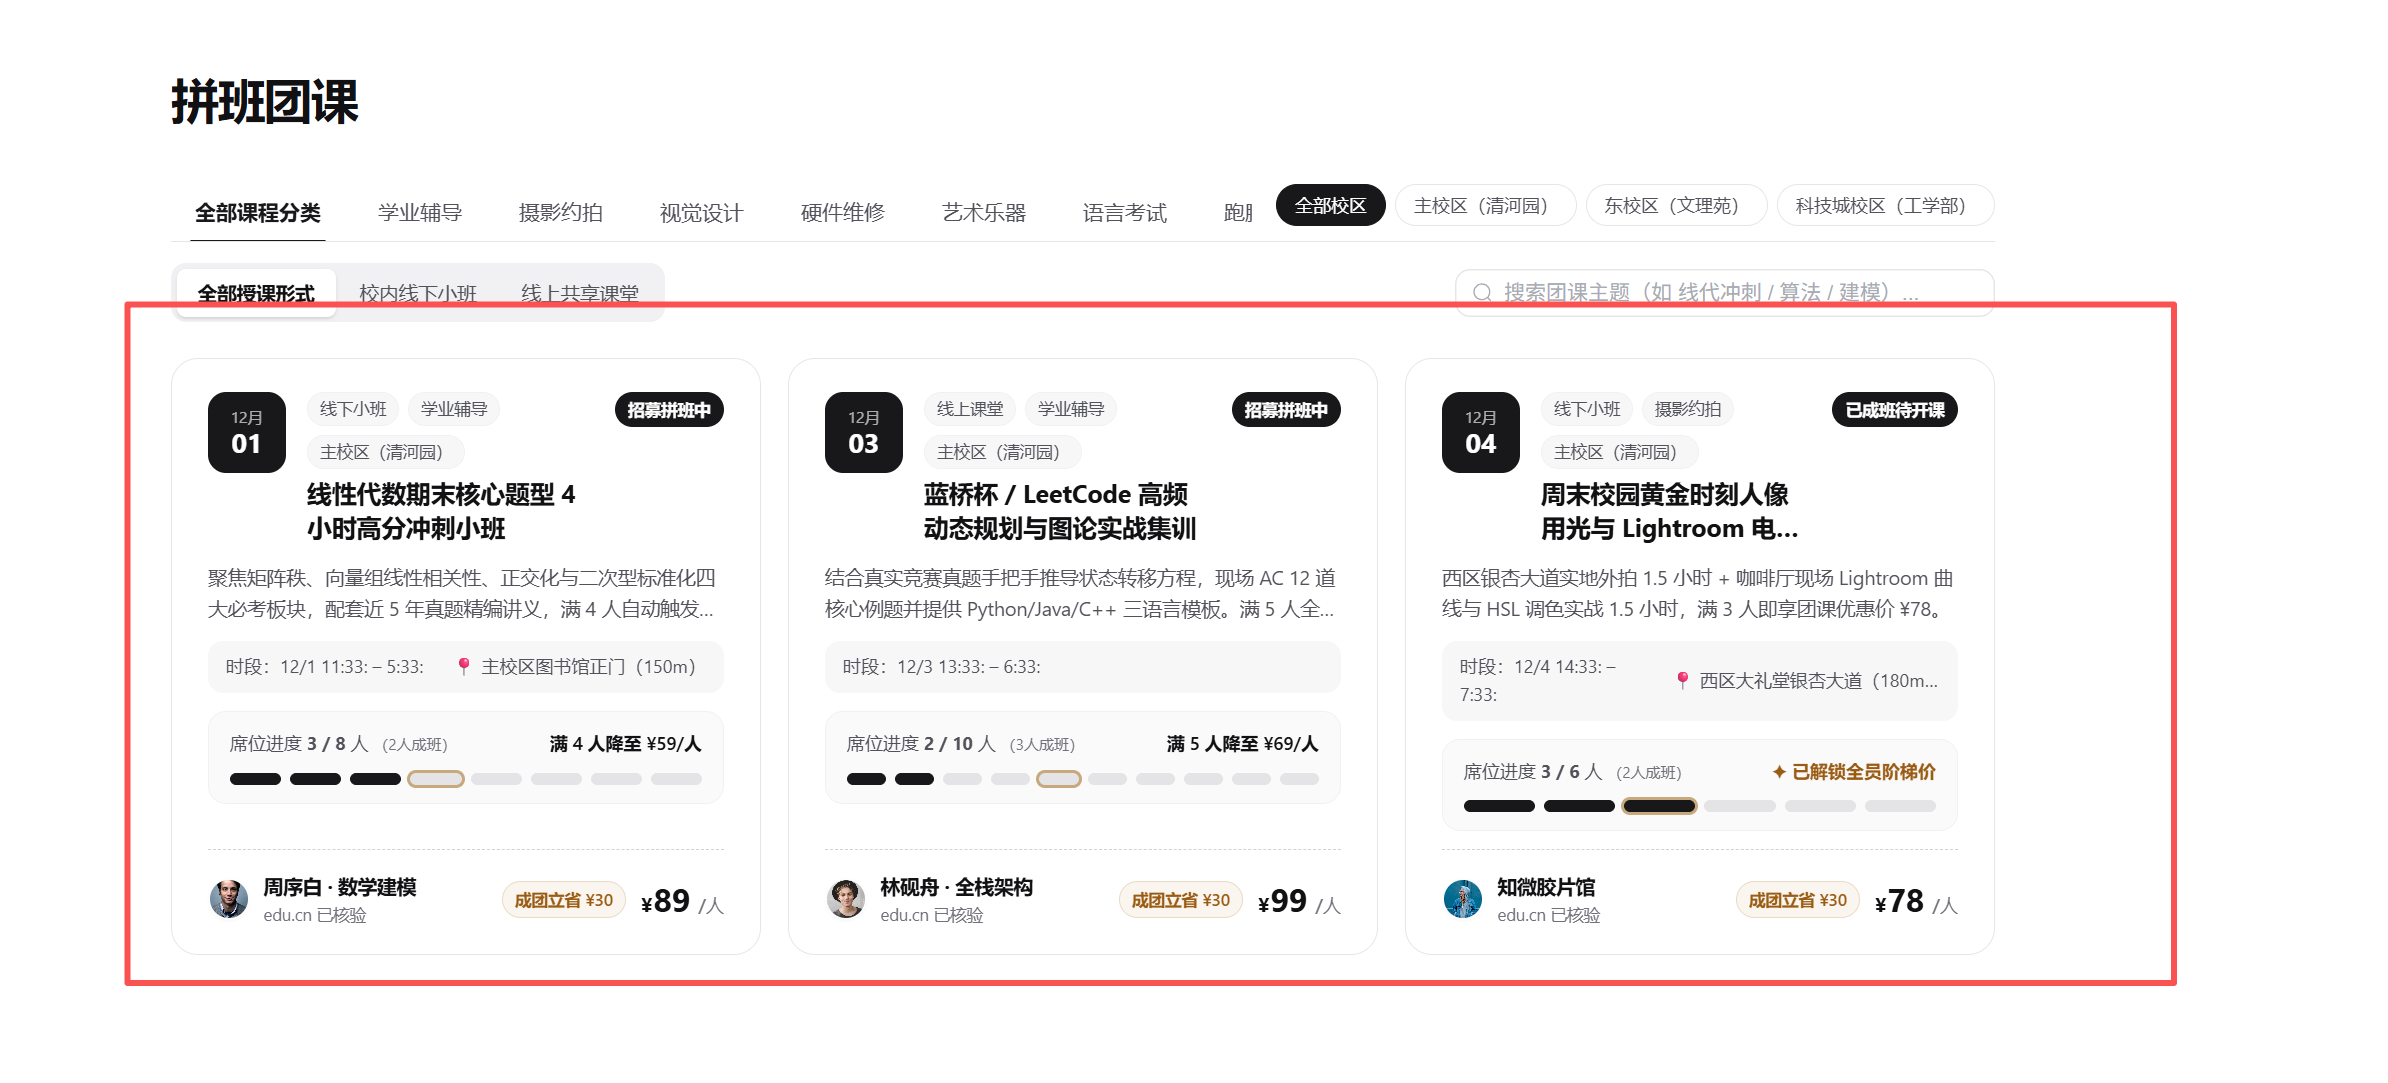 拼班团课
全部课程分类 学业辅导 摄影约拍 视觉设计 硬件维修 艺术乐器 语言考试 跑 全部校区 主校区（清河园） 东校区（文理苑） 科技城校区（工学部）
全部授课形式 校内线下小班 线上共享课堂 搜索团课主题（如 线代冲刺 / 算法 / 建模）...
12月
01
线下小班 学业辅导
招募拼班中
主校区（清河园）
线性代数期末核心题型 4
小时高分冲刺小班
聚焦矩阵秩、向量组线性相关性、正交化与二次型标准化四
大必考板块，配套近 5 年真题精编讲义，满 4 人自动触发...
时段：12/1 11:33: – 5:33: 📍 主校区图书馆正门（150m）
席位进度 3 / 8 人 （2人成班） 满 4 人降至 ¥59/人
周序白 · 数学建模
edu.cn 已核验
成团立省 ¥30 ¥89 /人
12月
03
线上课堂 学业辅导
招募拼班中
主校区（清河园）
蓝桥杯 / LeetCode 高频
动态规划与图论实战集训
结合真实竞赛真题手把手推导状态转移方程，现场 AC 12 道
核心例题并提供 Python/Java/C++ 三语言模板。满 5 人全...
时段：12/3 13:33: – 6:33:
席位进度 2 / 10 人 （3人成班） 满 5 人降至 ¥69/人
林砚舟 · 全栈架构
edu.cn 已核验
成团立省 ¥30 ¥99 /人
12月
04
线下小班 摄影约拍
已成班待开课
主校区（清河园）
周末校园黄金时刻人像
用光与 Lightroom 电...
西区银杏大道实地外拍 1.5 小时 + 咖啡厅现场 Lightroom 曲
线与 HSL 调色实战 1.5 小时，满 3 人即享团课优惠价 ¥78。
时段：12/4 14:33: –
7:33:
📍 西区大礼堂银杏大道（180m...
席位进度 3 / 6 人 （2人成班） ✦ 已解锁全员阶梯价
知微胶片馆
edu.cn 已核验
成团立省 ¥30 ¥78 /人